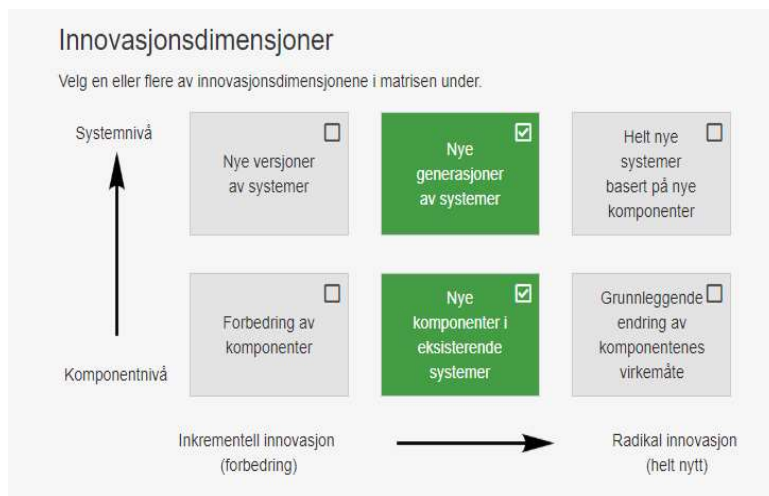 Innovasjonsdimensjoner
Velg en eller flere av innovasjonsdimensjonene i matrisen under.
Systemnivå
Nye versjoner
av systemer
Nye
generasjoner
av systemer
Helt nye
systemer
basert på nye
komponenter
Forbedring av
komponenter
Nye
komponenter i
eksisterende
systemer
Grunnleggende
endring av
komponentenes
virkemåte
Komponentnivå
Inkrementell innovasjon
(forbedring)
Radikal innovasjon
(helt nytt)